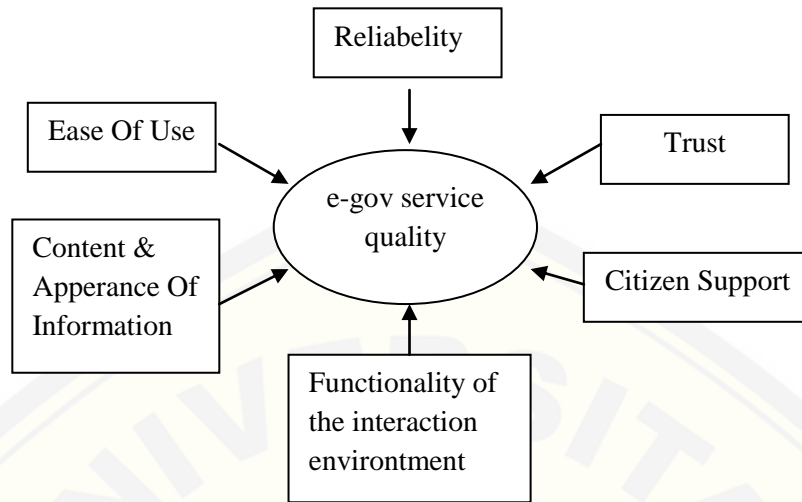 Reliabelity
Ease Of Use
Trust
e-gov service
quality
Content &
Apperance Of
Information
Citizen Support
Functionality of
the interaction
environtment
UNIVERSITA